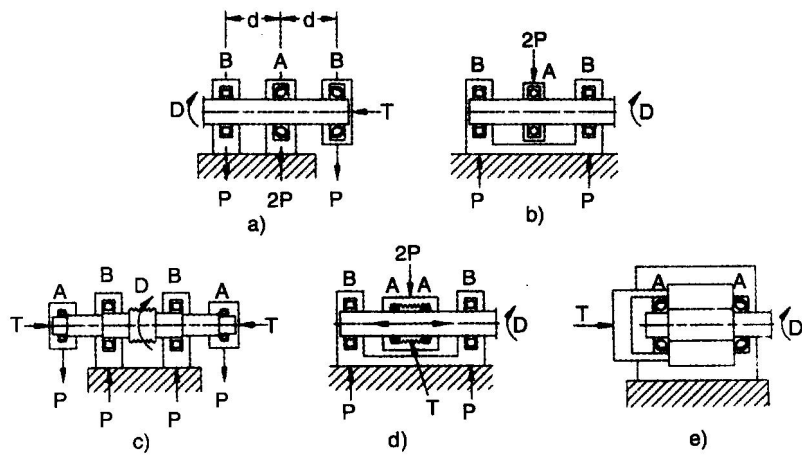 d d
B A B
D T
P 2P P
a)
2P
B A B
D
P P
b)
A B D B A
T T
P P P P
c)
2P
B A A B
D
P T P
d)
A A
T D
e)